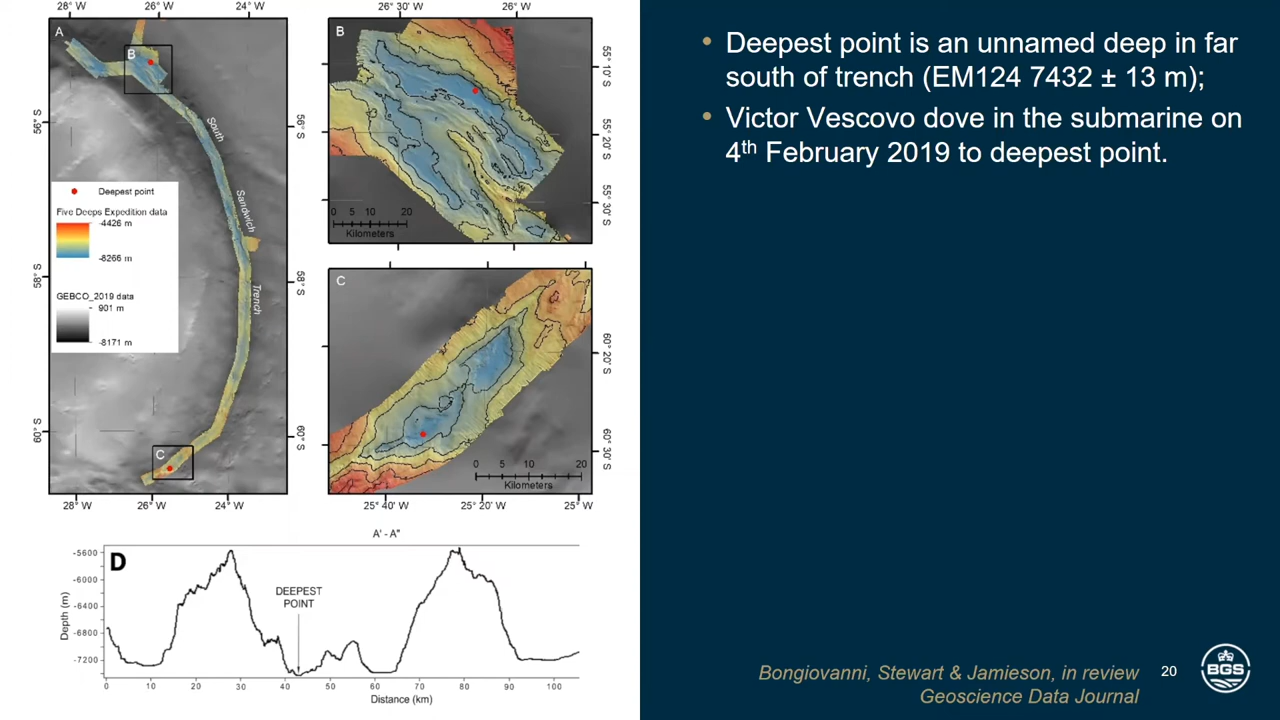 28° W 26° W 24° W
A
B
56° S
56° S
South
Sandwich
Trench
Deepest point
Five Deeps Expedition data
-4426 m
-8266 m
58° S
58° S
GEBCO_2019 data
901 m
-8171 m
60° S
60° S
C
28° W 26° W 24° W
26° 30' W 26° W
B
55° 10' S
55° 20' S
55° 30' S
0 5 10 20
Kilometers
C
60° 20' S
60° 30' S
0 5 10 20
Kilometers
25° 40' W 25° 20' W 25° W
A' - A"
D
DEEPEST
POINT
Depth (m)
-5600
-6000
-6400
-6800
-7200
0 10 20 30 40 50 60 70 80 90 100
Distance (km)
• Deepest point is an unnamed deep in far
south of trench (EM124 7432 ± 13 m);
• Victor Vescovo dove in the submarine on
4th February 2019 to deepest point.
Bongiovanni, Stewart & Jamieson, in review
Geoscience Data Journal
20
BGS